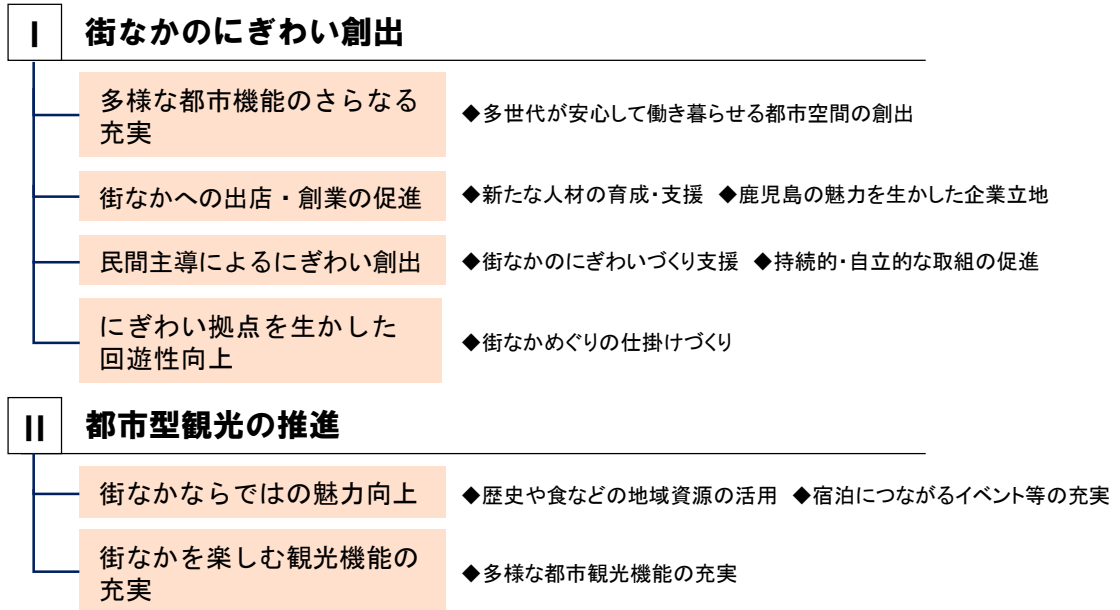 I 街なかのにぎわい創出
多様な都市機能のさらなる
充実
◆多世代が安心して働き暮らせる都市空間の創出
街なかへの出店・創業の促進
◆新たな人材の育成・支援 ◆鹿児島の魅力を生かした企業立地
民間主導によるにぎわい創出
◆街なかのにぎわいづくり支援 ◆持続的・自立的な取組の促進
にぎわい拠点を生かした
回遊性向上
◆街なかめぐりの仕掛けづくり
II 都市型観光の推進
街なかならではの魅力向上
◆歴史や食などの地域資源の活用 ◆宿泊につながるイベント等の充実
街なかを楽しむ観光機能の
充実
◆多様な都市観光機能の充実